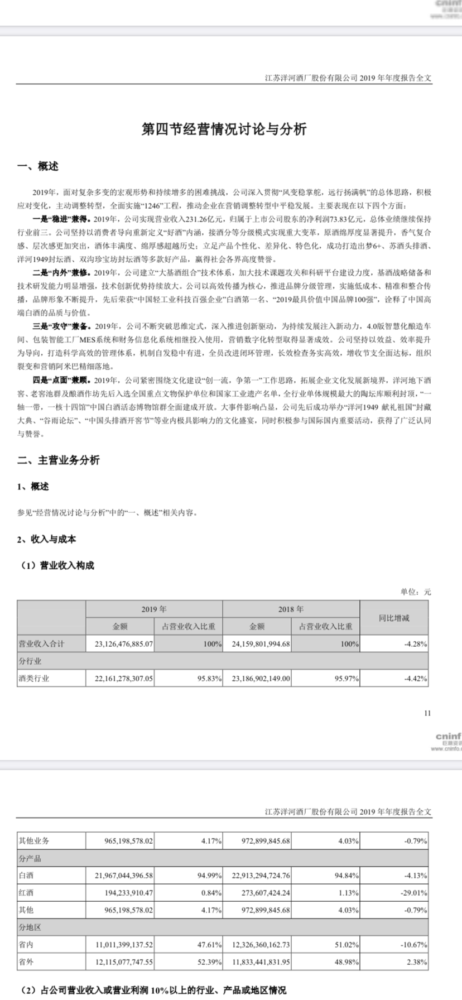 cninf
江苏洋河酒厂股份有限公司 2019 年年度报告全文
第四节经营情况讨论与分析
一、概述
2019年，面对复杂多变的宏观形势和持续增多的困难挑战，公司深入贯彻“风变稳掌舵，远行扬满帆”的总体思路，积极
应对变化，主动调整转型，全面实施“1246”工程，推动企业在营销调整转型中平稳发展。主要表现在以下四个方面：
一是“稳进”兼得。2019年，公司实现营业收入231.26亿元，归属于上市公司股东的净利润73.83亿元，总体业绩继续保持
行业前三。公司坚持以消费者导向重新定义“好酒”内涵，接酒分等分级模式实现重大变革，原酒绵厚度显著提升，香气复合
感、层次感更加突出，酒体丰满度、绵厚感超越历史；立足产品个性化、差异化、特色化，成功打造出梦6+、苏酒头排酒、
洋河1949封坛酒、双沟珍宝坊封坛酒等多款好产品，赢得社会各界高度赞誉。
二是“内外”兼修。2019年，公司建立“大基酒组合”技术体系，加大技术课题攻关和科研平台建设力度，基酒战略储备和
技术研发能力明显增强，技术创新优势持续放大。公司以高效传播为核心，推进品牌分级管理，实施低成本、精准和整合传
播，品牌形象不断提升，先后荣获“中国轻工业科技百强企业”白酒第一名、“2019最具价值中国品牌100强”，诠释了中国高
端白酒的品质与价值。
三是“攻守”兼备。2019年，公司不断突破思维定式，深入推进创新驱动，为持续发展注入新动力，4.0版智慧化酿造车
间、包装智能工厂MES系统和财务信息化系统相继投入使用，营销数字化转型取得显著成效。公司坚持以效益、效率提升
为导向，打造科学高效的管理体系，机制自发稳中有进，全员改进闭环管理，长效检查务实高效，增收节支全面达标，组织
裂变和营销阿米巴精细落地。
四是“点面”兼顾。2019年，公司紧密围绕文化建设“创一流，争第一”工作思路，拓展企业文化发展新境界，洋河地下酒
窖、老窖池群及酿酒作坊先后入选全国重点文物保护单位和国家工业遗产名单，全行业单体规模最大的陶坛库顺利封顶，“一
轴一带，一核十四馆”中国白酒活态博物馆群全面建成开放。大事件影响凸显，公司先后成功举办“洋河1949 献礼祖国”封藏
大典、“谷雨论坛”、“中国头排酒开窖节”等业内极具影响力的文化盛宴，同时积极参与国际国内重要活动，获得了广泛认同
与赞誉。
二、主营业务分析
1、概述
参见“经营情况讨论与分析”中的“一、概述”相关内容。
2、收入与成本
（1）营业收入构成
单位：元
2019 年 2018 年 同比增减
金额 占营业收入比重 金额 占营业收入比重
营业收入合计 23,126,476,885.07 100% 24,159,801,994.68 100% -4.28%
分行业
酒类行业 22,161,278,307.05 95.83% 23,186,902,149.00 95.97% -4.42%
11
cninf
巨潮资讯
www.cninfo.
江苏洋河酒厂股份有限公司 2019 年年度报告全文
其他业务 965,198,578.02 4.17% 972,899,845.68 4.03% -0.79%
分产品
白酒 21,967,044,396.58 94.99% 22,913,294,724.76 94.84% -4.13%
红酒 194,233,910.47 0.84% 273,607,424.24 1.13% -29.01%
其他 965,198,578.02 4.17% 972,899,845.68 4.03% -0.79%
分地区
省内 11,011,399,137.52 47.61% 12,326,360,162.73 51.02% -10.67%
省外 12,115,077,747.55 52.39% 11,833,441,831.95 48.98% 2.38%
（2）占公司营业收入或营业利润 10%以上的行业、产品或地区情况